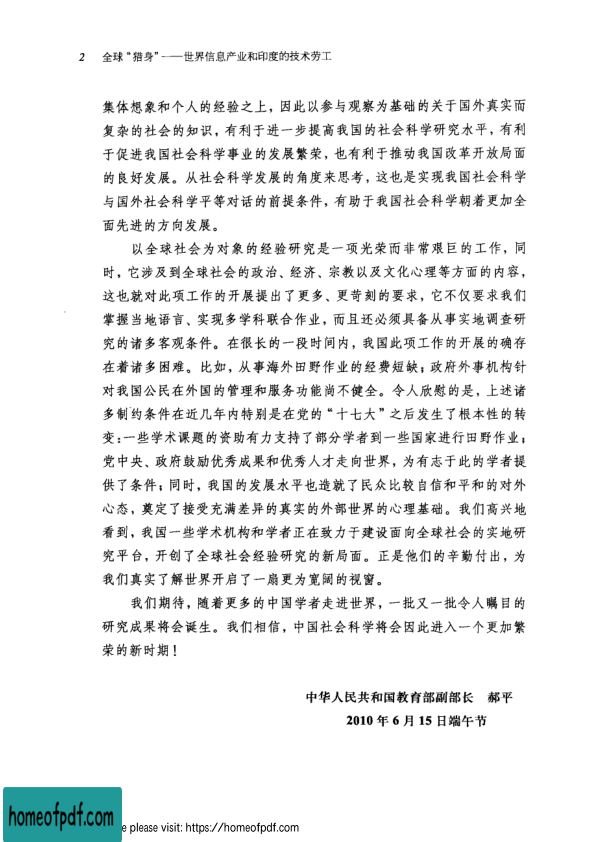 2 全球“猎身”——世界信息产业和印度的技术劳工
集体想象和个人的经验之上，因此以参与观察为基础的关于国外真实而
复杂的社会的知识，有利于进一步提高我国的社会科学研究水平，有利
于促进我国社会科学事业的发展繁荣，也有利于推动我国改革开放局面
的良好发展。从社会科学发展的角度来思考，这也是实现我国社会科学
与国外社会科学平等对话的前提条件，有助于我国社会科学朝着更加全
面先进的方向发展。
以全球社会为对象的经验研究是一项光荣而非常艰巨的工作，同
时，它涉及到全球社会的政治、经济、宗教以及文化心理等方面的内容，
这也就对此项工作的开展提出了更多、更苛刻的要求，它不仅要求我们
掌握当地语言、实现多学科联合作业，而且还必须具备从事实地调查研
究的诸多客观条件。在很长的一段时间内，我国此项工作的开展的确存
在着诸多困难。比如，从事海外田野作业的经费短缺；政府外事机构针
对我国公民在外国的管理和服务功能尚不健全。令人欣慰的是，上述诸
多制约条件在近几年内特别是在党的“十七大”之后发生了根本性的转
变：一些学术课题的资助有力支持了部分学者到一些国家进行田野作业；
党中央、政府鼓励优秀成果和优秀人才走向世界，为有志于此的学者提
供了条件；同时，我国的发展水平也造就了民众比较自信和平和的对外
心态，奠定了接受充满差异的真实的外部世界的心理基础。我们高兴地
看到，我国一些学术机构和学者正在致力于建设面向全球社会的实地研
究平台，开创了全球社会经验研究的新局面。正是他们的辛勤付出，为
我们真实了解世界开启了一扇更为宽阔的视窗。
我们期待，随着更多的中国学者走进世界，一批又一批令人瞩目的
研究成果将会诞生。我们相信，中国社会科学将会因此进入一个更加繁
荣的新时期！
中华人民共和国教育部副部长 郝平
2010 年 6 月 15 日端午节
homeofpdf.com
e please visit: https://homeofpdf.com